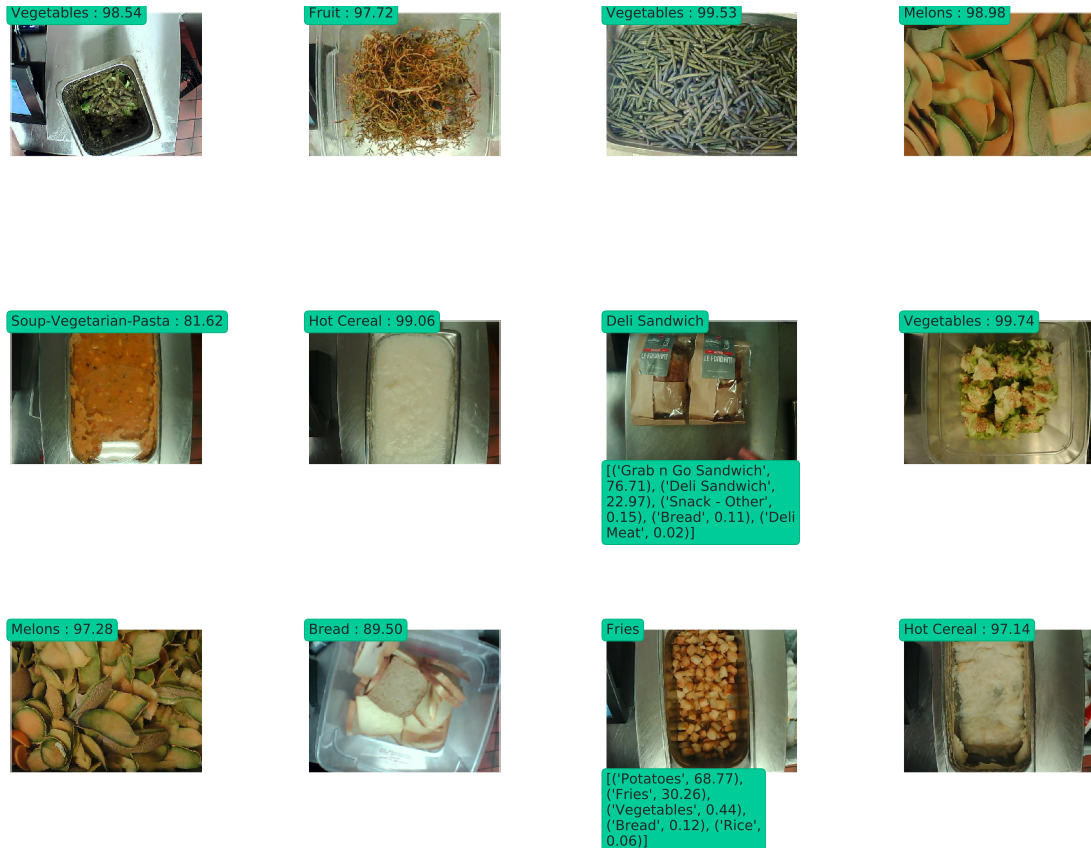 Vegetables : 98.54
Fruit : 97.72
Vegetables : 99.53
Melons : 98.98
Soup-Vegetarian-Pasta : 81.62
Hot Cereal : 99.06
Deli Sandwich
LE FONDANT
[('Grab n Go Sandwich',
76.71), ('Deli Sandwich',
22.97), ('Snack - Other',
0.15), ('Bread', 0.11), ('Deli
Meat', 0.02)]
Vegetables : 99.74
Melons : 97.28
Bread : 89.50
Fries
[('Potatoes', 68.77),
('Fries', 30.26),
('Vegetables', 0.44),
('Bread', 0.12), ('Rice',
0.06)]
Hot Cereal : 97.14